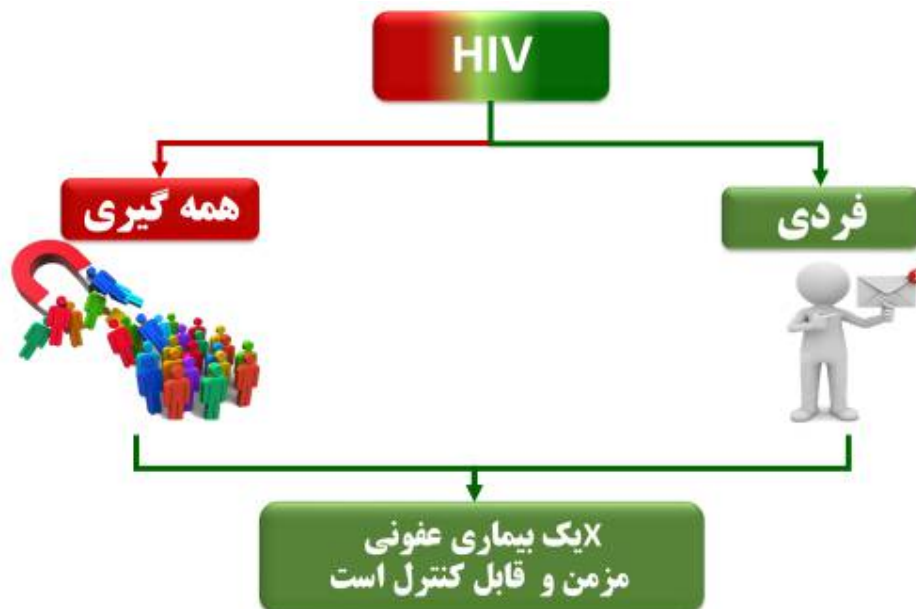 HIV
همه گیری
فردی
Xیک بیماری عفونی
مزمن و قابل کنترل است